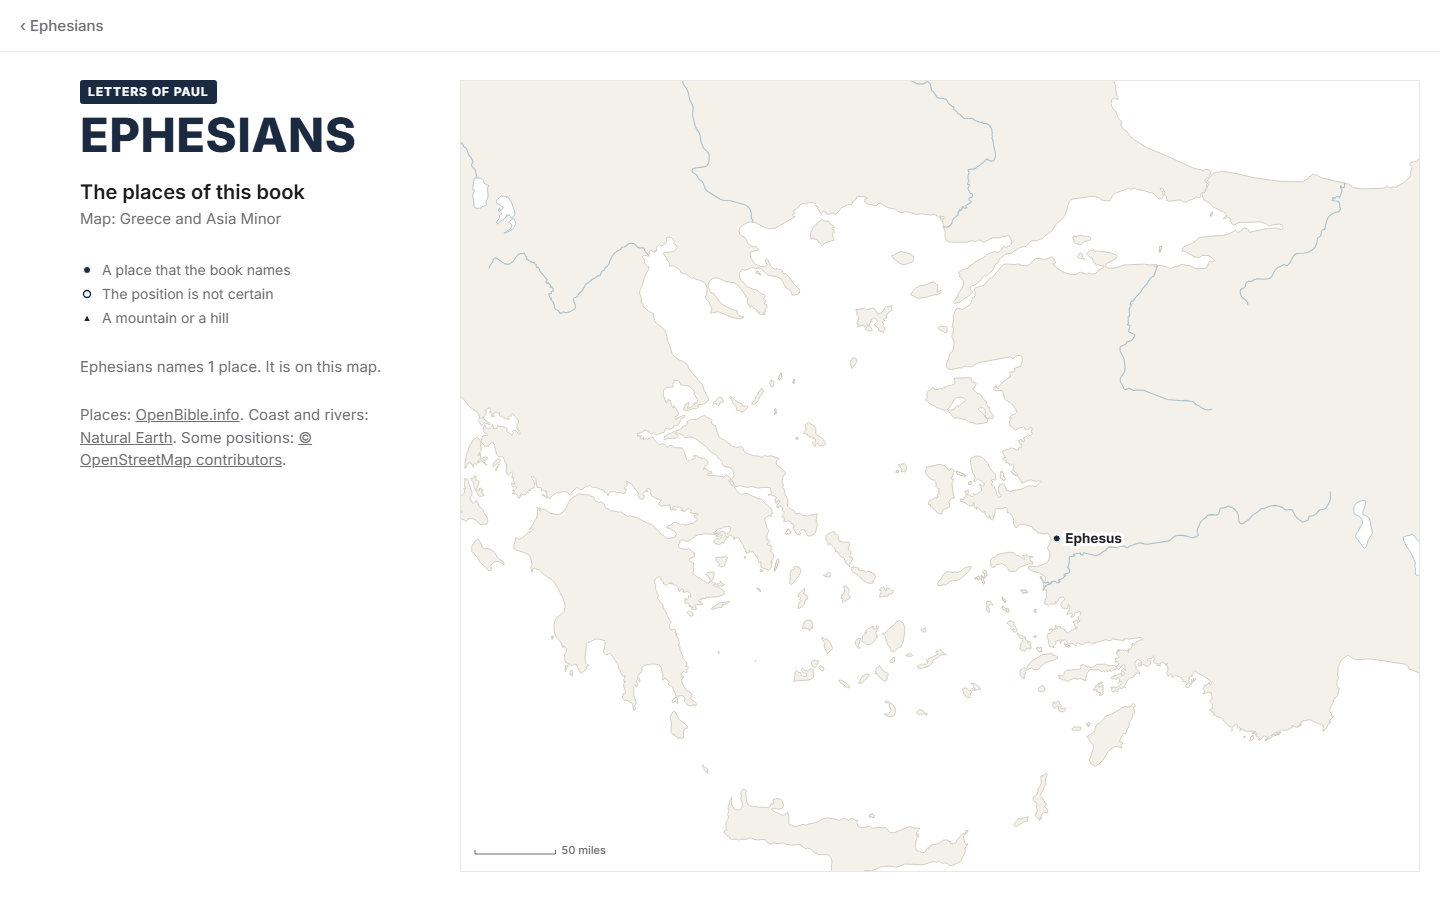 ‹ Ephesians
LETTERS OF PAUL
EPHESIANS
The places of this book
Map: Greece and Asia Minor
A place that the book names
The position is not certain
A mountain or a hill
Ephesians names 1 place. It is on this map.
Places: OpenBible.info. Coast and rivers:
Natural Earth. Some positions: ©
OpenStreetMap contributors.
Ephesus
50 miles